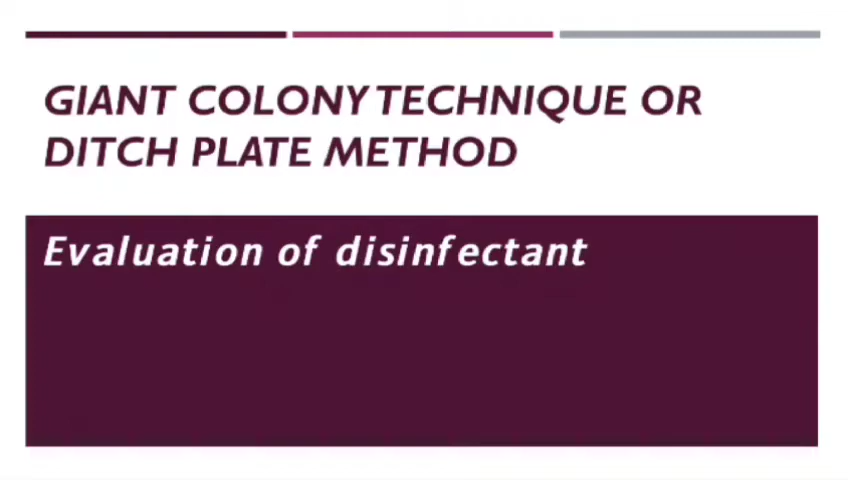 GIANT COLONY TECHNIQUE OR
DITCH PLATE METHOD
Evaluation of disinfectant